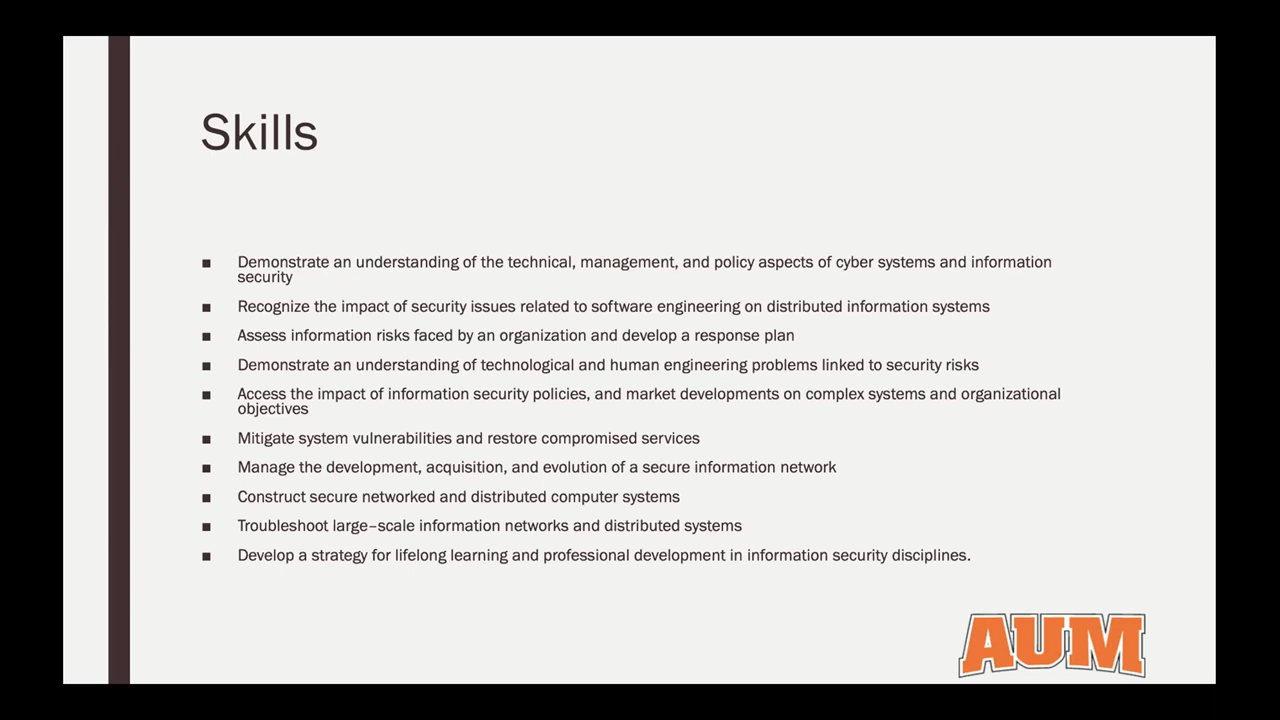 Skills
■ Demonstrate an understanding of the technical, management, and policy aspects of cyber systems and information
security
■ Recognize the impact of security issues related to software engineering on distributed information systems
■ Assess information risks faced by an organization and develop a response plan
■ Demonstrate an understanding of technological and human engineering problems linked to security risks
■ Access the impact of information security policies, and market developments on complex systems and organizational
objectives
■ Mitigate system vulnerabilities and restore compromised services
■ Manage the development, acquisition, and evolution of a secure information network
■ Construct secure networked and distributed computer systems
■ Troubleshoot large–scale information networks and distributed systems
■ Develop a strategy for lifelong learning and professional development in information security disciplines.
AUM